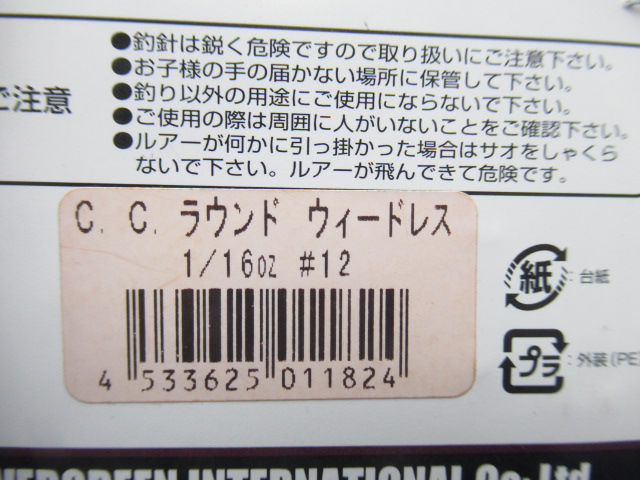 ●釣針は鋭く危険ですので取り扱いにご注意下さい。
●お子様の手の届かない場所に保管して下さい。
ご注意
●釣り以外の用途にご使用にならないで下さい。
●ご使用の際は周囲に人がいないことをご確認下さい。
●ルアーが何かに引っ掛かった場合はサオをしゃくら
ないで下さい。ルアーが飛んできて危険です。
C. C. ラウンド ウィードレス
1/16oz #12
4 533625 011824
紙 :台紙
プラ :外装(PE)
EVERGREEN INTERNATIONAL Co.,Ltd.